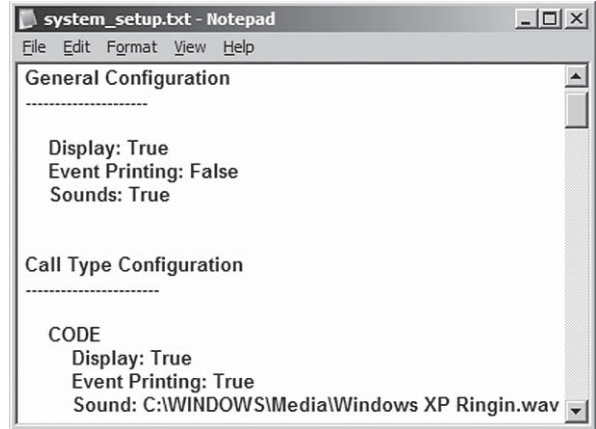 system_setup.txt - Notepad
File Edit Format View Help
General Configuration
---------------------
Display: True
Event Printing: False
Sounds: True
Call Type Configuration
-----------------------
CODE
Display: True
Event Printing: True
Sound: C:\WINDOWS\Media\Windows XP Ringin.wav